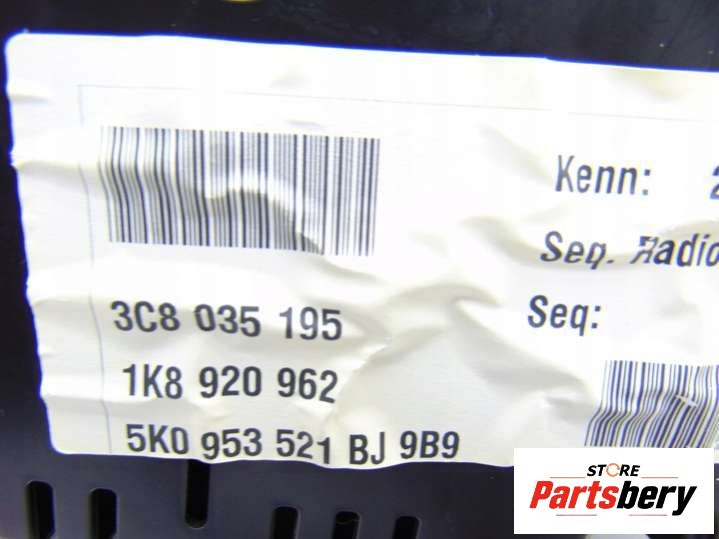 Kenn:
Seq. Radio
3C8 035 195
Seq:
1K8 920 962
5K0 953 521 BJ 9B9
STORE
Partsbery